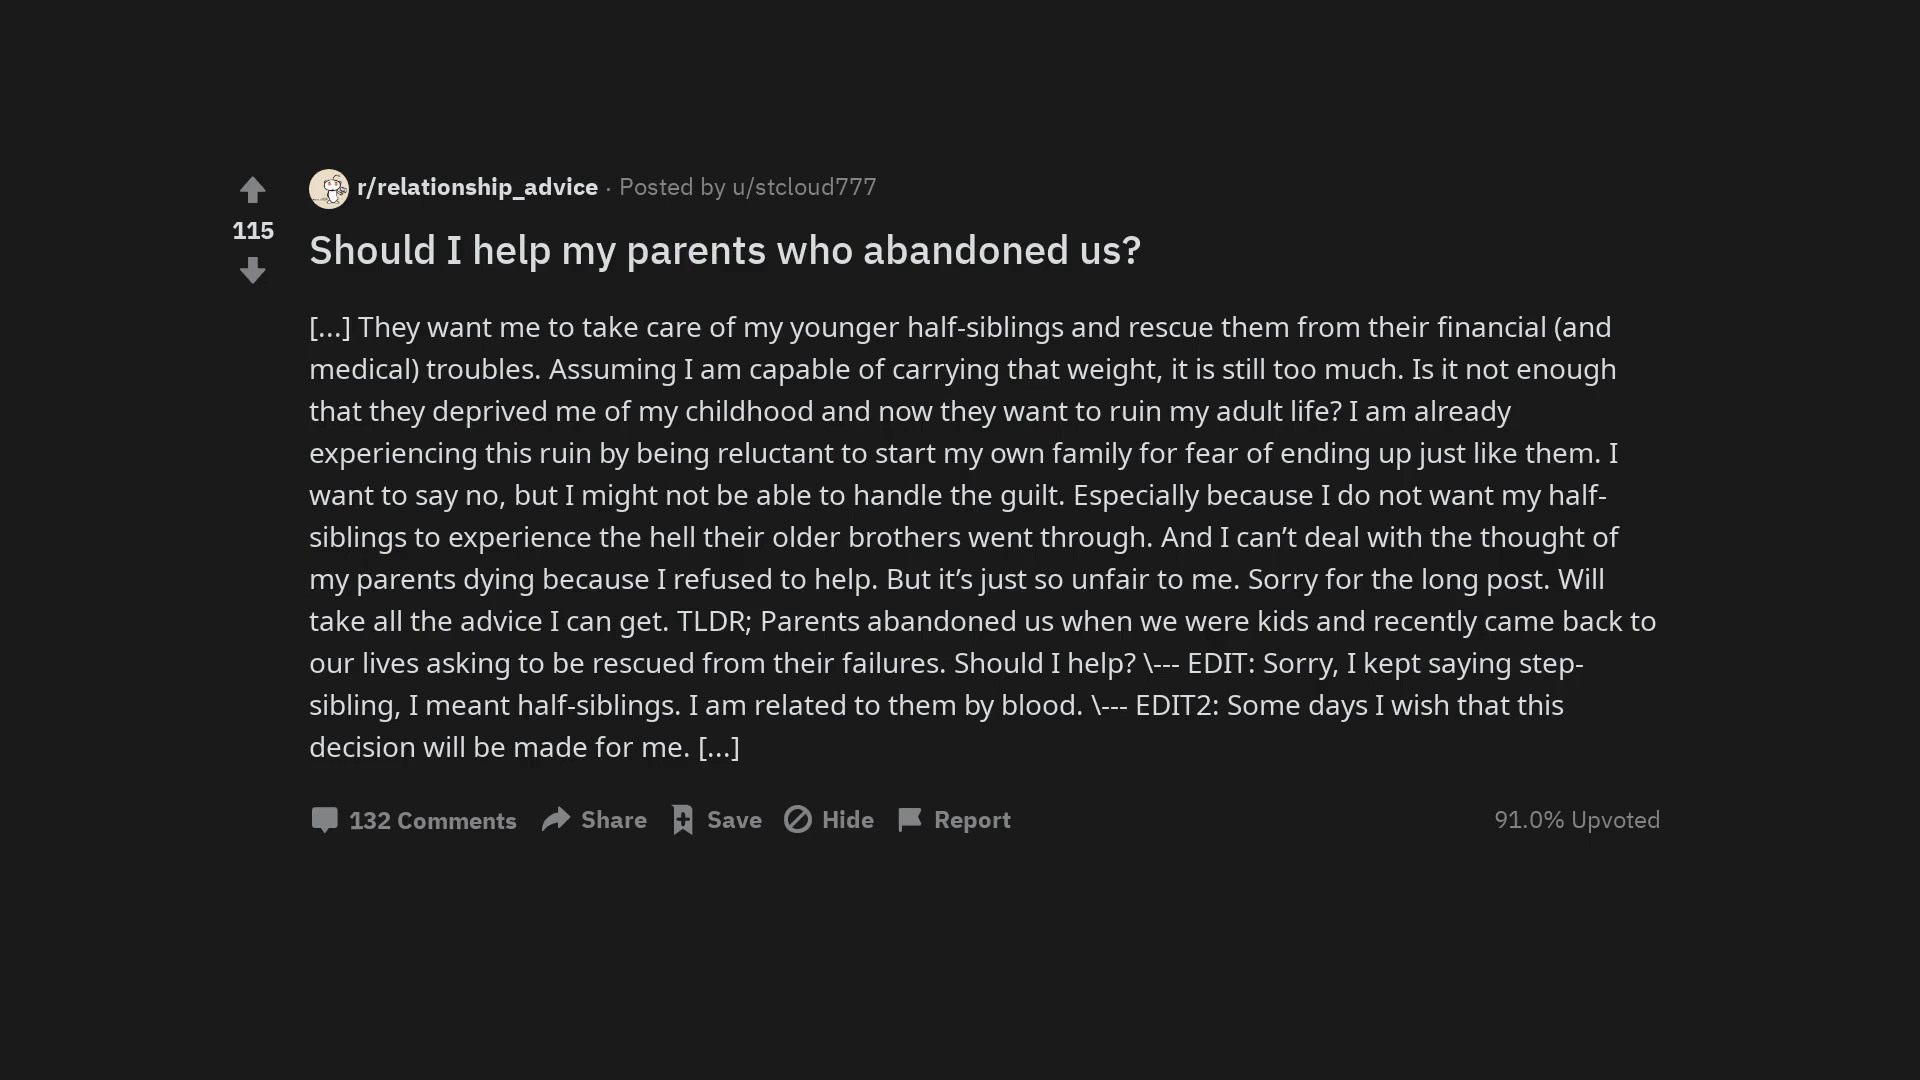 r/relationship_advice · Posted by u/stcloud777
115
Should I help my parents who abandoned us?
[...] They want me to take care of my younger half-siblings and rescue them from their financial (and
medical) troubles. Assuming I am capable of carrying that weight, it is still too much. Is it not enough
that they deprived me of my childhood and now they want to ruin my adult life? I am already
experiencing this ruin by being reluctant to start my own family for fear of ending up just like them. I
want to say no, but I might not be able to handle the guilt. Especially because I do not want my half-
siblings to experience the hell their older brothers went through. And I can’t deal with the thought of
my parents dying because I refused to help. But it’s just so unfair to me. Sorry for the long post. Will
take all the advice I can get. TLDR; Parents abandoned us when we were kids and recently came back to
our lives asking to be rescued from their failures. Should I help? \--- EDIT: Sorry, I kept saying step-
sibling, I meant half-siblings. I am related to them by blood. \--- EDIT2: Some days I wish that this
decision will be made for me. [...]
132 Comments Share Save Hide Report 91.0% Upvoted